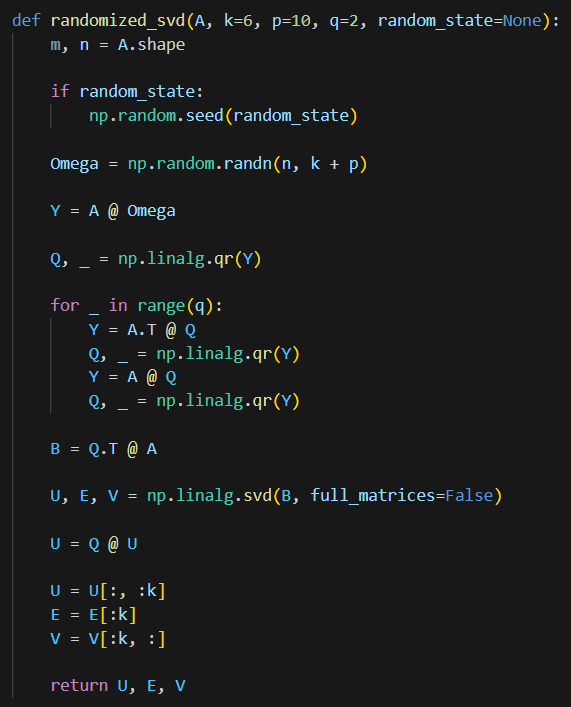 def randomized_svd(A, k=6, p=10, q=2, random_state=None):
    m, n = A.shape

    if random_state:
        np.random.seed(random_state)

    Omega = np.random.randn(n, k + p)

    Y = A @ Omega

    Q, _ = np.linalg.qr(Y)

    for _ in range(q):
        Y = A.T @ Q
        Q, _ = np.linalg.qr(Y)
        Y = A @ Q
        Q, _ = np.linalg.qr(Y)

    B = Q.T @ A

    U, E, V = np.linalg.svd(B, full_matrices=False)

    U = Q @ U

    U = U[:, :k]
    E = E[:k]
    V = V[:k, :]

    return U, E, V